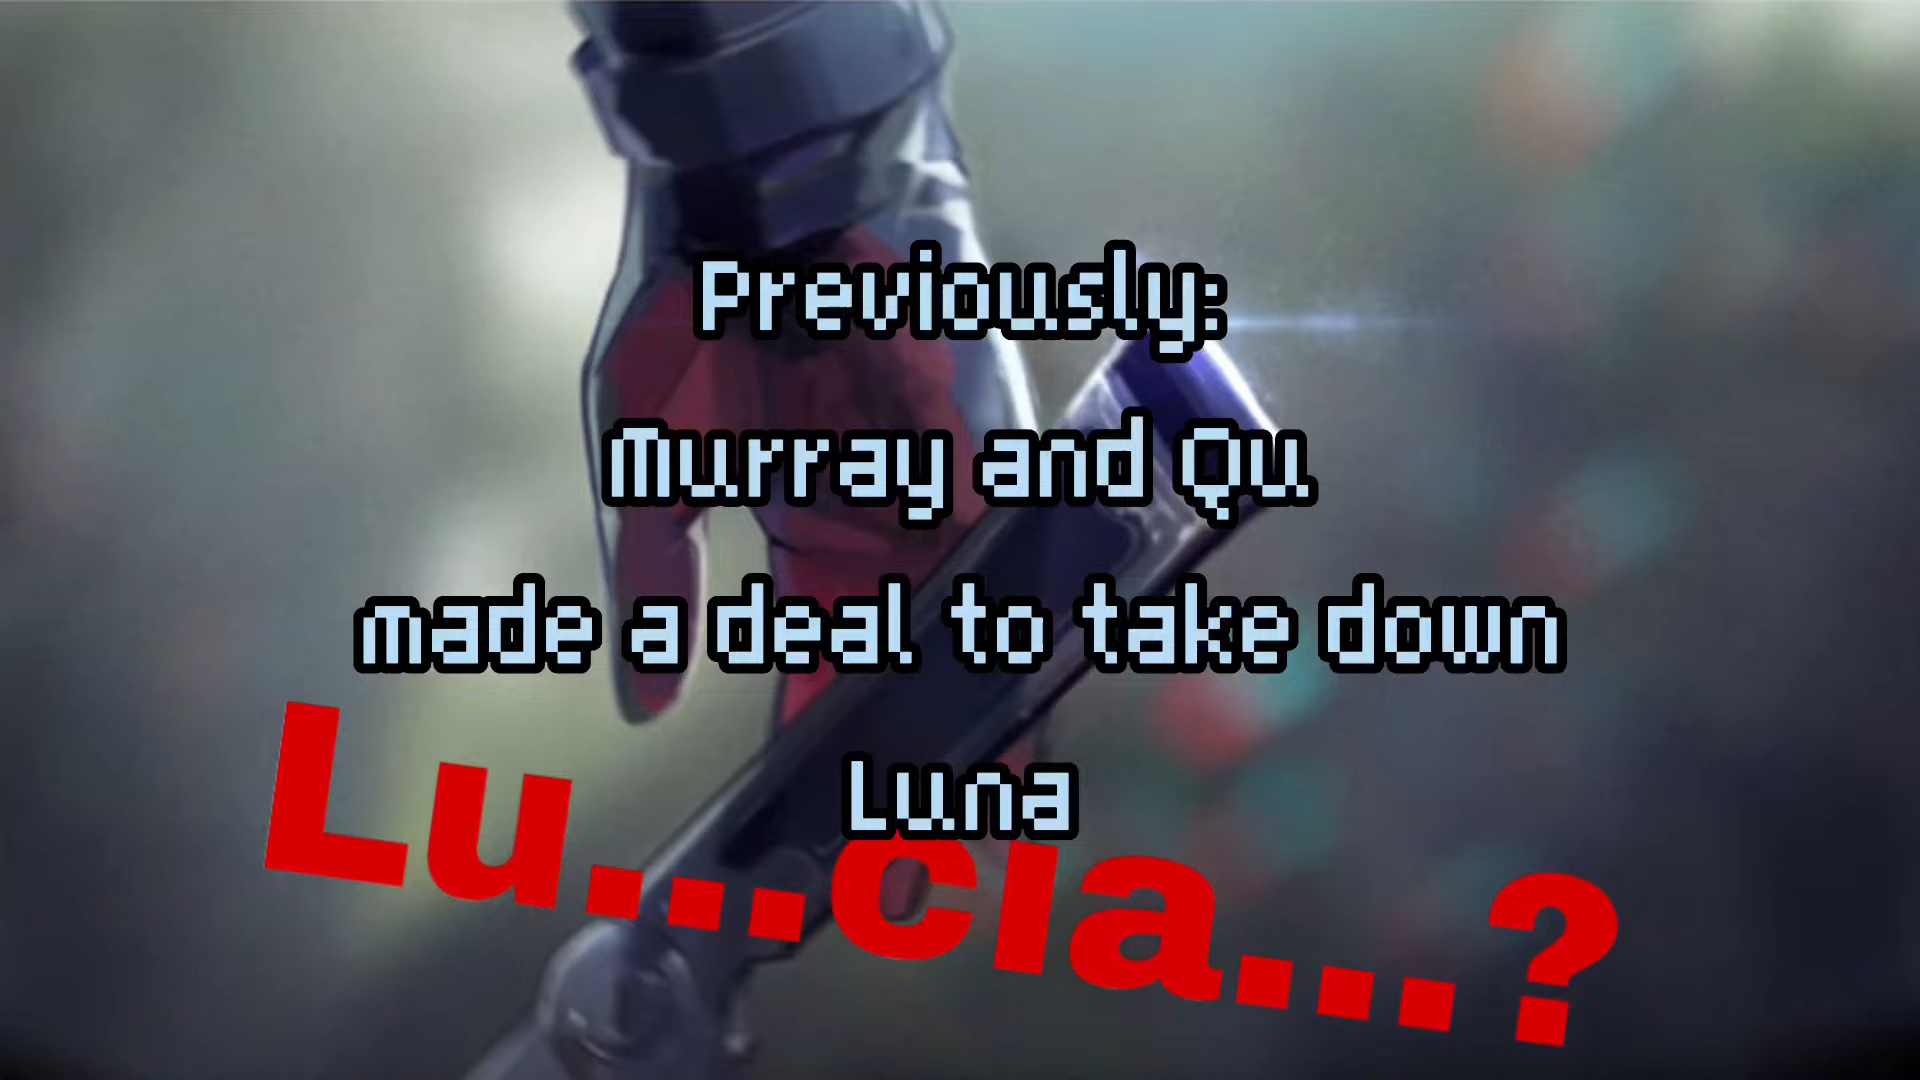 Previously:
Murray and Qu
made a deal to take down
Luna
Lu...cia...?